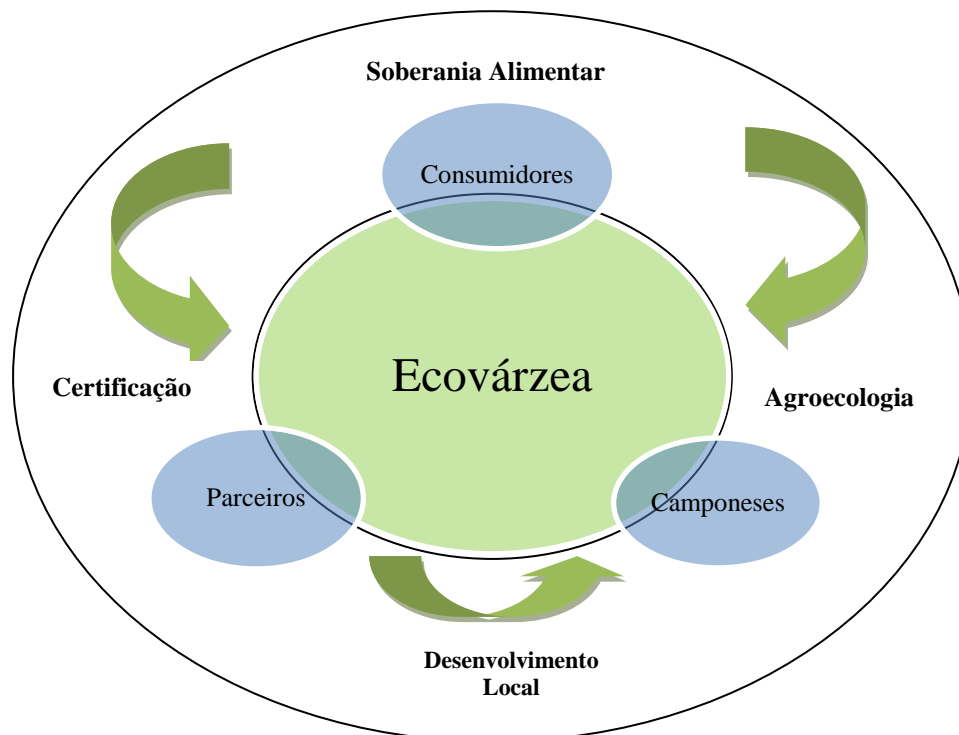 Soberania Alimentar
Consumidores
Ecovárzea
Certificação
Agroecologia
Parceiros
Camponeses
Desenvolvimento
Local